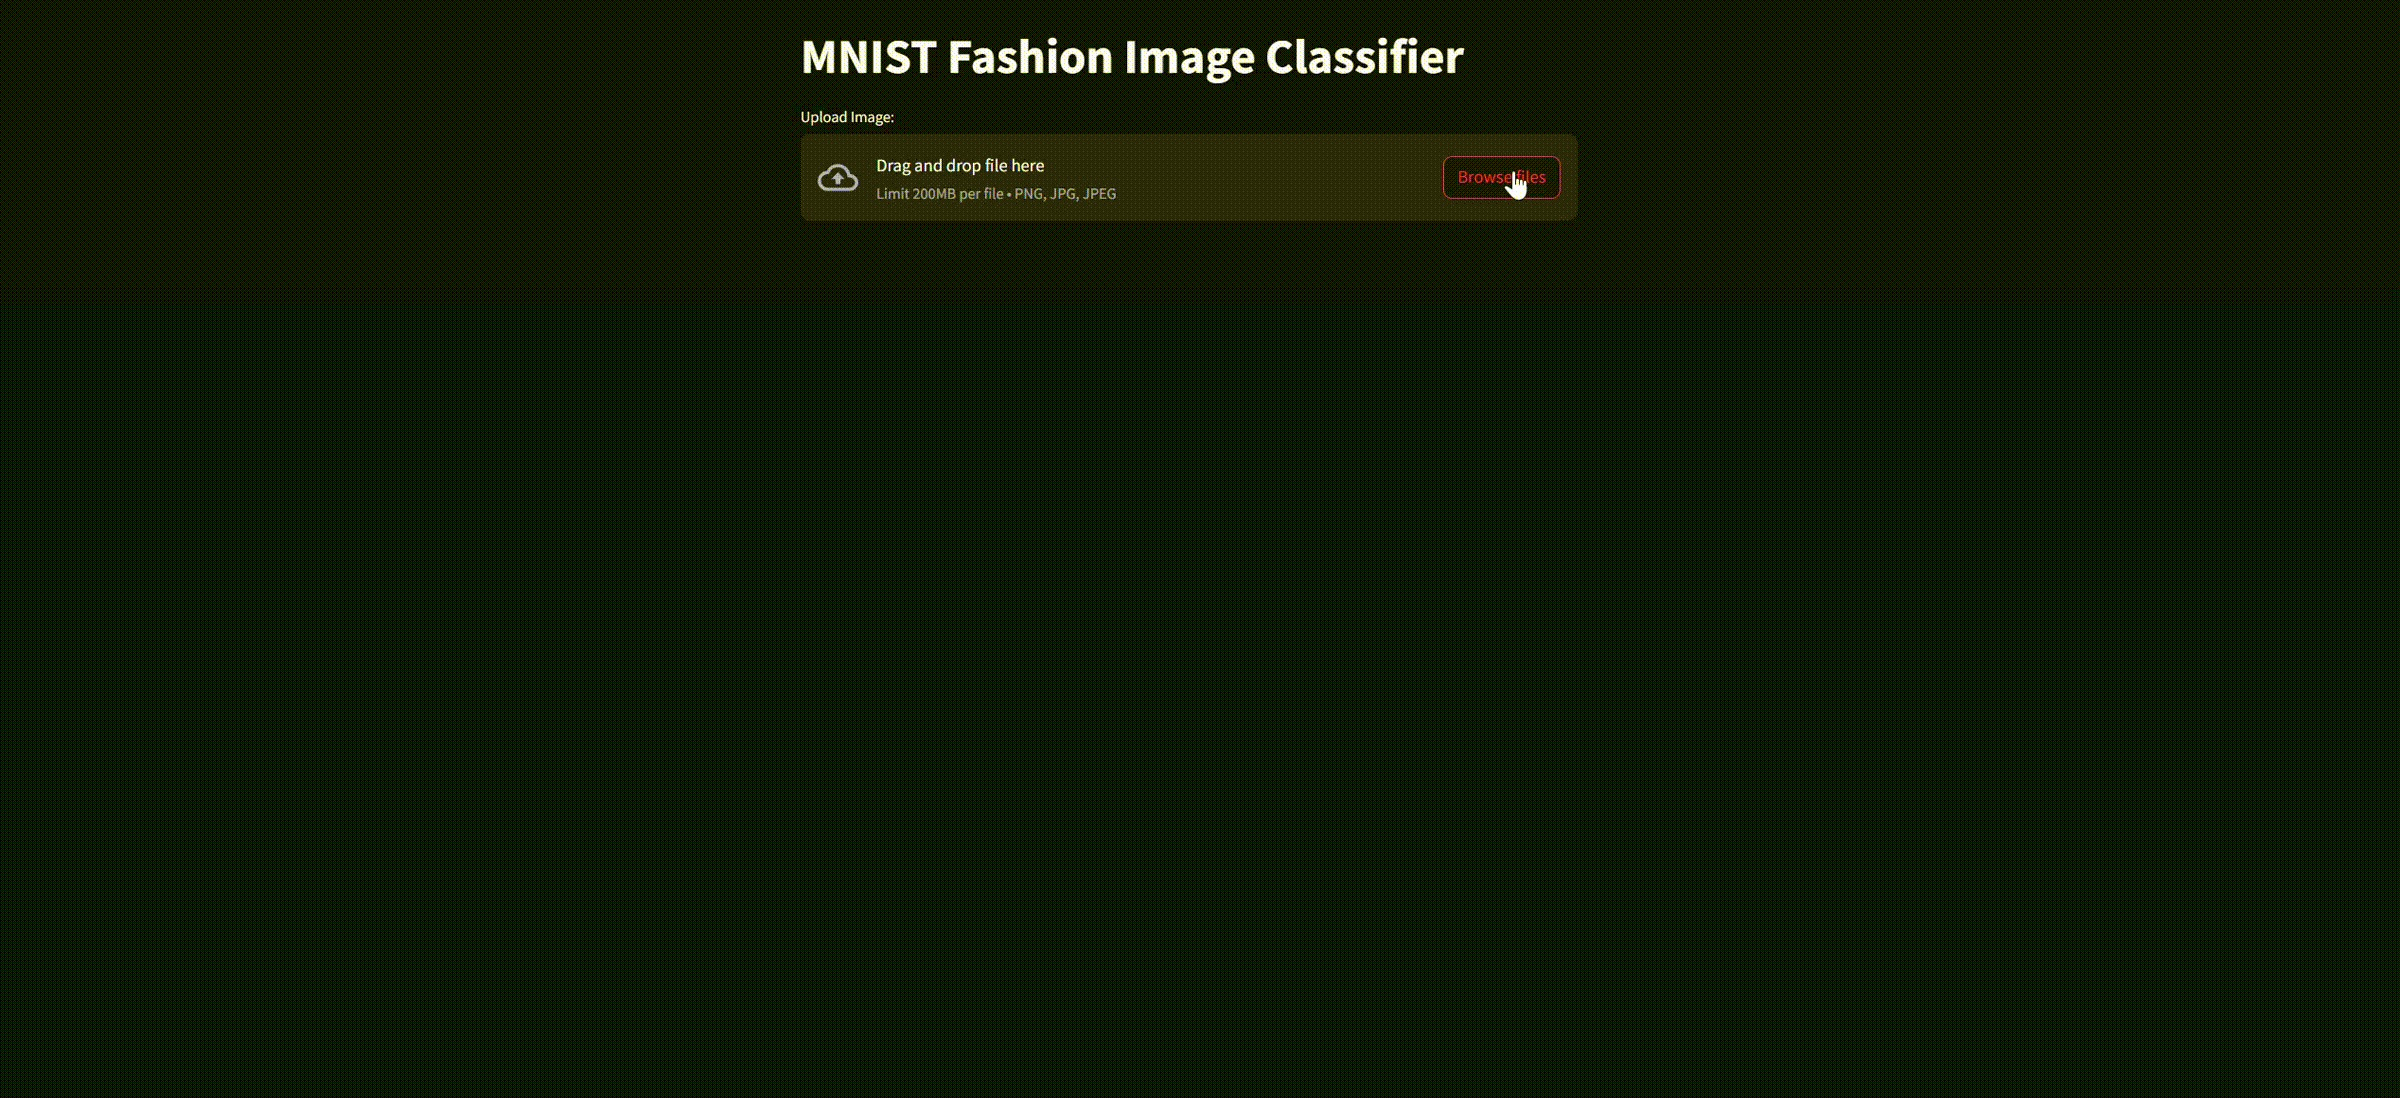 MNIST Fashion Image Classifier
Upload Image:
Drag and drop file here
Limit 200MB per file • PNG, JPG, JPEG
Browse files